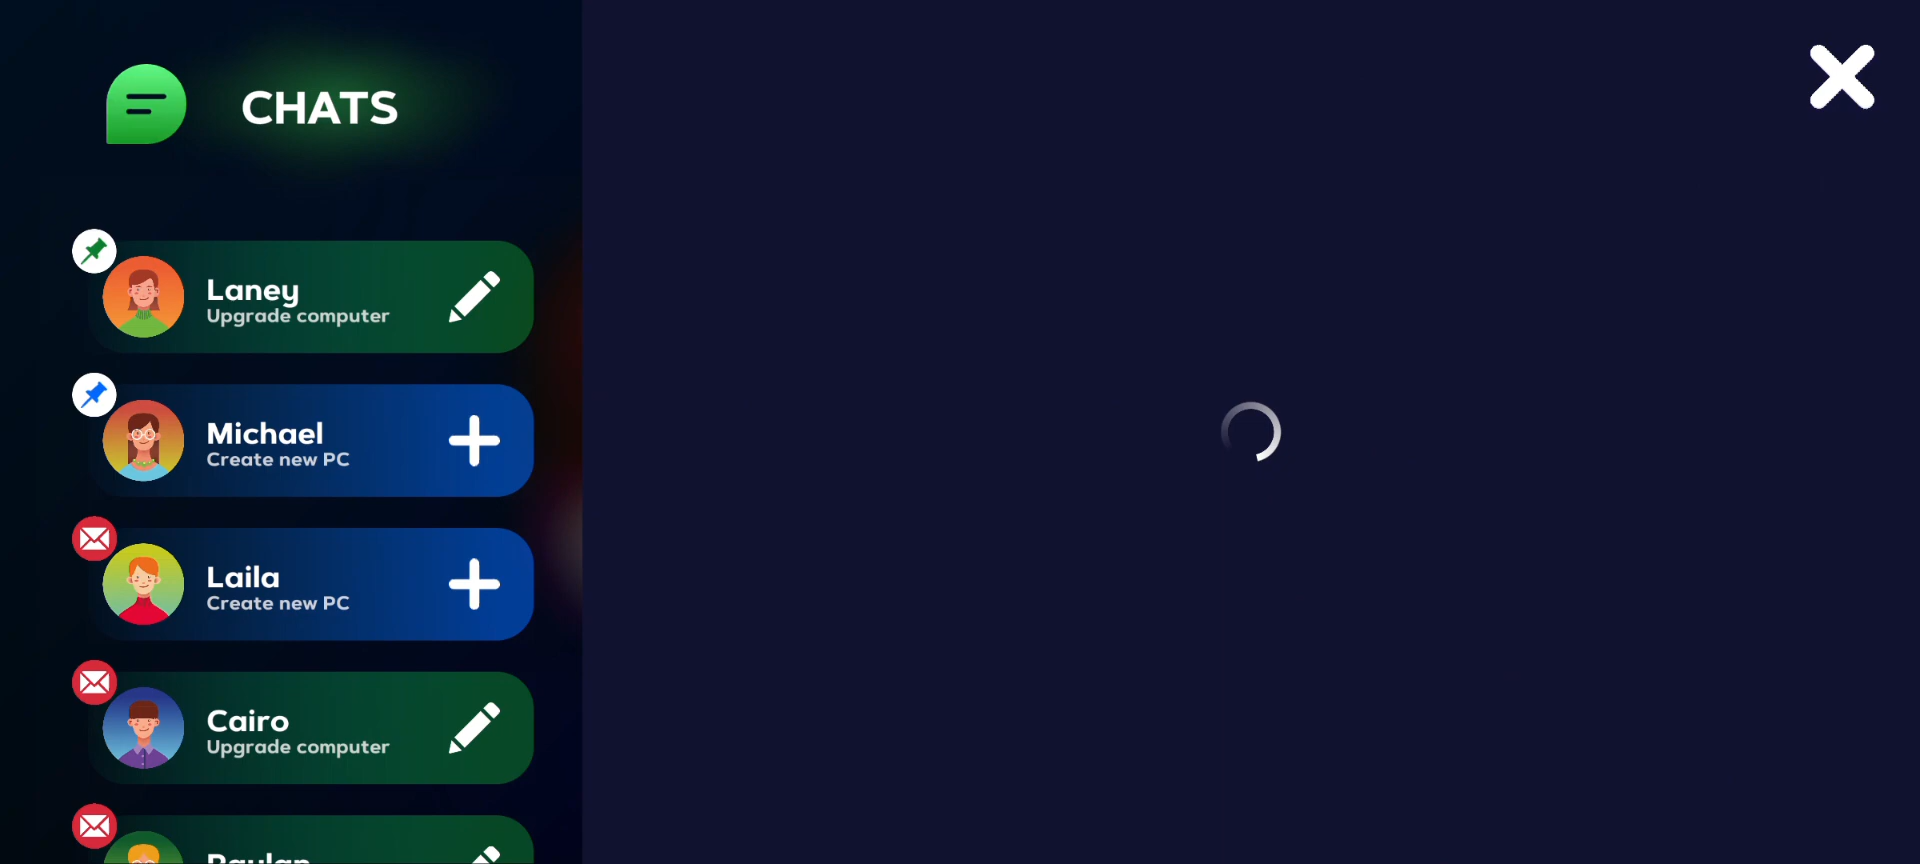 CHATS
Laney
Upgrade computer
Michael
Create new PC
Laila
Create new PC
Cairo
Upgrade computer